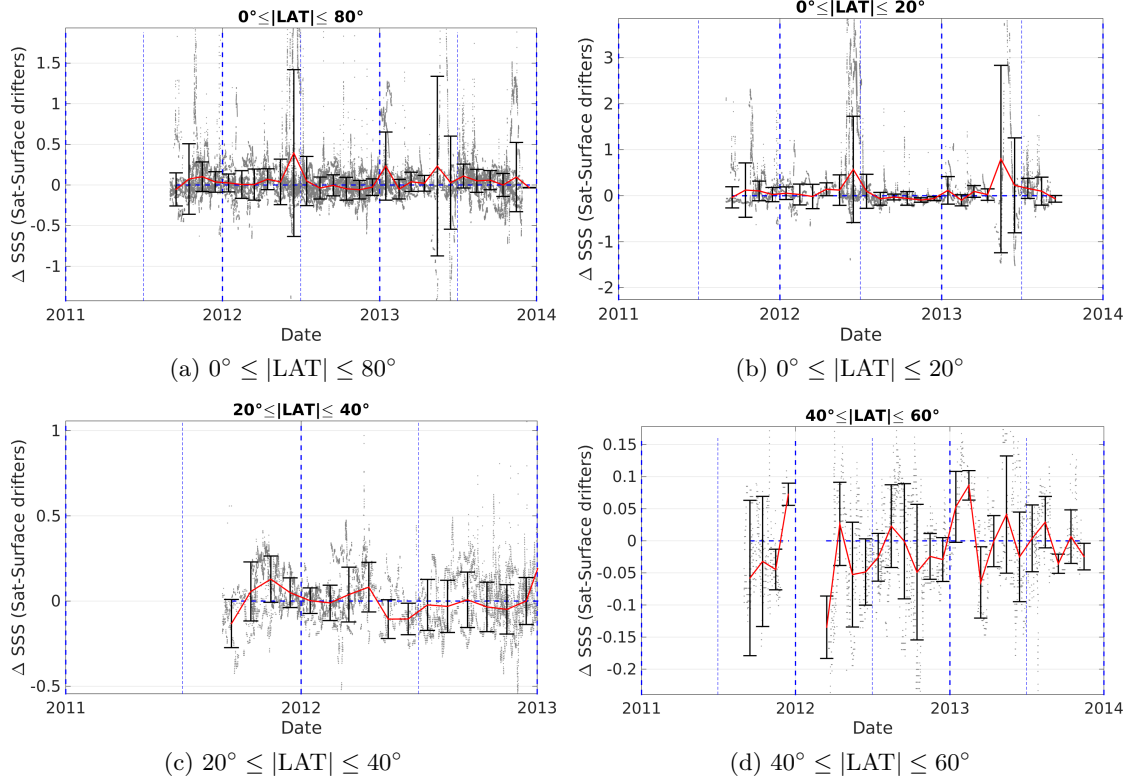 0°≤|LAT|≤ 80°
Δ SSS (Sat-Surface drifters)
1.5
1
0.5
0
-0.5
-1
2011
2012
2013
2014
Date
(a) 0° ≤ |LAT| ≤ 80°
0°≤|LAT|≤ 20°
Δ SSS (Sat-Surface drifters)
3
2
1
0
-1
-2
2011
2012
2013
2014
Date
(b) 0° ≤ |LAT| ≤ 20°
20°≤|LAT|≤ 40°
Δ SSS (Sat-Surface drifters)
1
0.5
0
-0.5
2011
2012
2013
Date
(c) 20° ≤ |LAT| ≤ 40°
40°≤|LAT|≤ 60°
Δ SSS (Sat-Surface drifters)
0.15
0.1
0.05
0
-0.05
-0.1
-0.15
-0.2
2011
2012
2013
2014
Date
(d) 40° ≤ |LAT| ≤ 60°